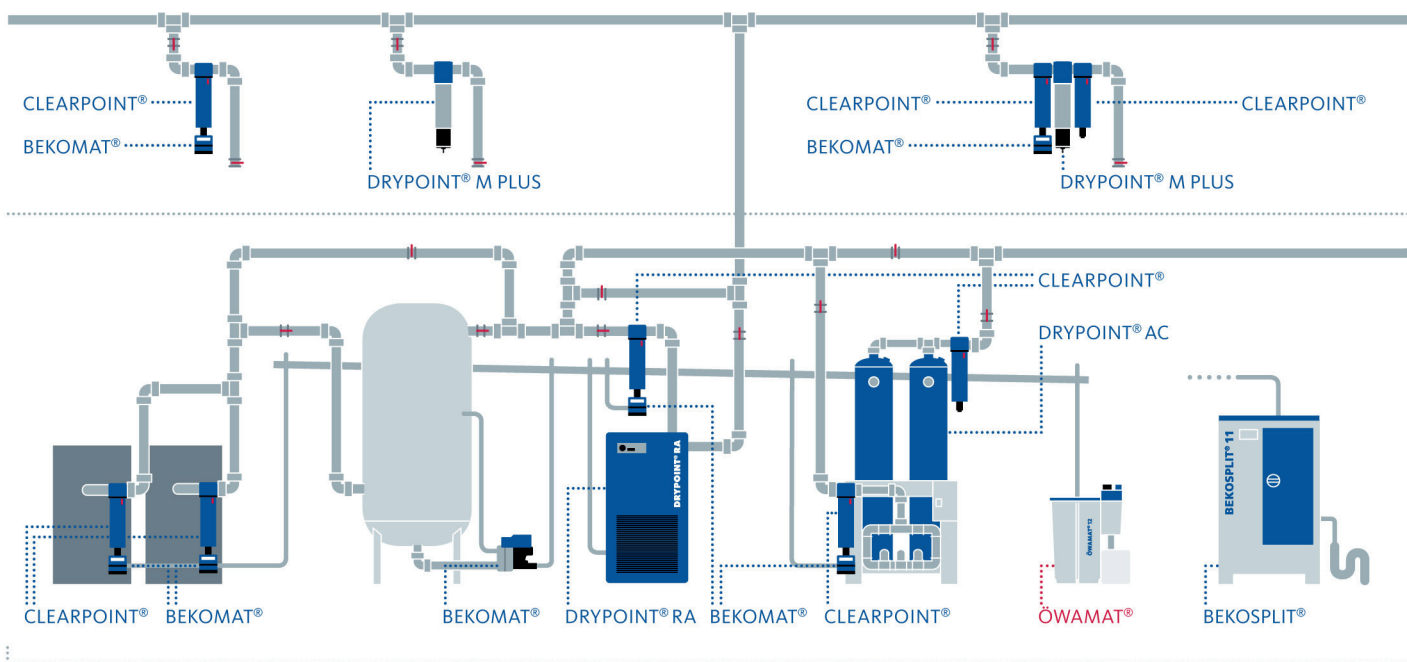 CLEARPOINT®
BEKOMAT®
DRYPOINT® M PLUS
CLEARPOINT®
CLEARPOINT®
BEKOMAT®
DRYPOINT® M PLUS
CLEARPOINT®
DRYPOINT® AC
DRYPOINT® RA
ÖWAMAT® 12
BEKOSPLIT® 11
CLEARPOINT®
BEKOMAT®
BEKOMAT®
DRYPOINT® RA
BEKOMAT®
CLEARPOINT®
ÖWAMAT®
BEKOSPLIT®